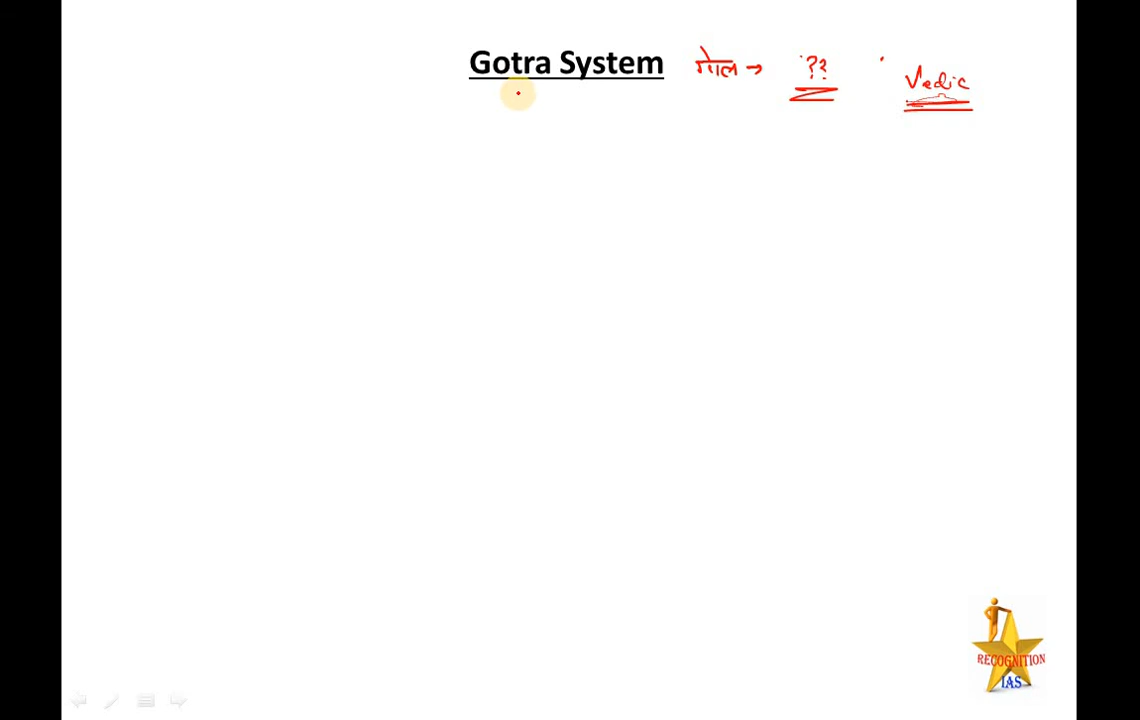 Gotra System गोत्र → ??
Vedic
RECOGNITION
IAS